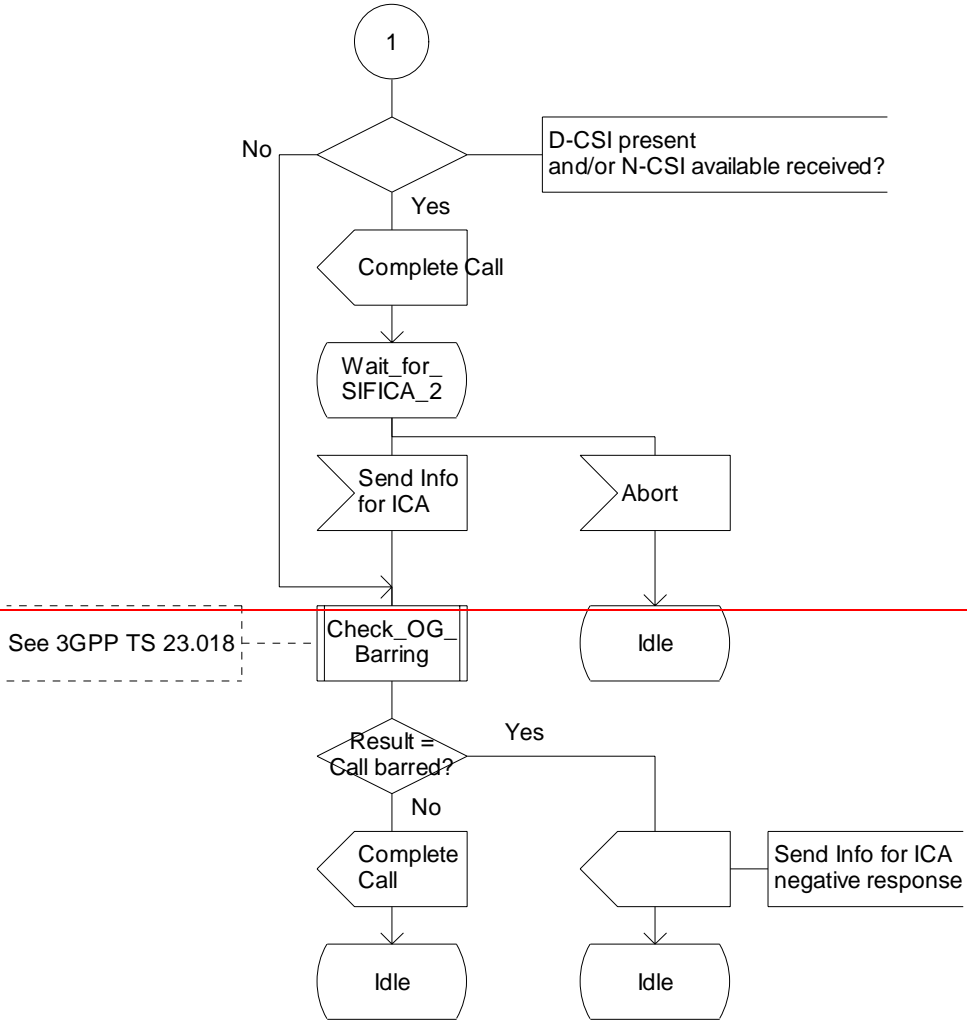 1
No
D-CSI present
and/or N-CSI available received?
Yes
Complete Call
Wait_for_
SIFICA_2
Send Info
for ICA
Abort
See 3GPP TS 23.018
Check_OG_
Barring
Idle
Result =
Call barred?
Yes
No
Complete
Call
Send Info for ICA
negative response
Idle
Idle